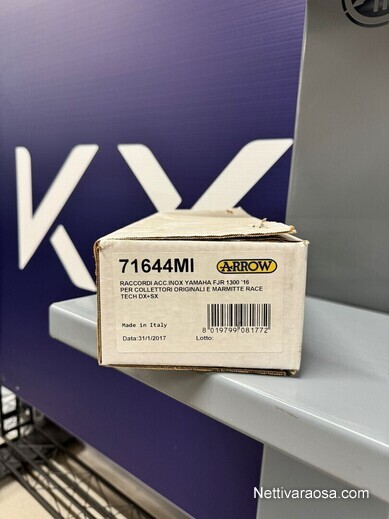 KX
71644MI
ARROW
RACCORDI ACC.INOX YAMAHA FJR 1300 '16
PER COLLETTORI ORIGINALI E MARMITTE RACE
TECH DX+SX
Made in Italy
8 019799 081772
Data:31/1/2017
Lotto:
Nettivaraosa.com